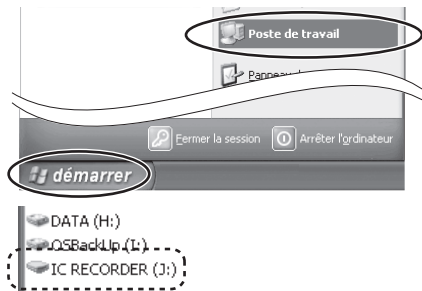 Poste de travail
Panneau
Fermer la session
Arrêter l'ordinateur
démarrer
DATA (H:)
OSBackUp (I:)
IC RECORDER (J:)